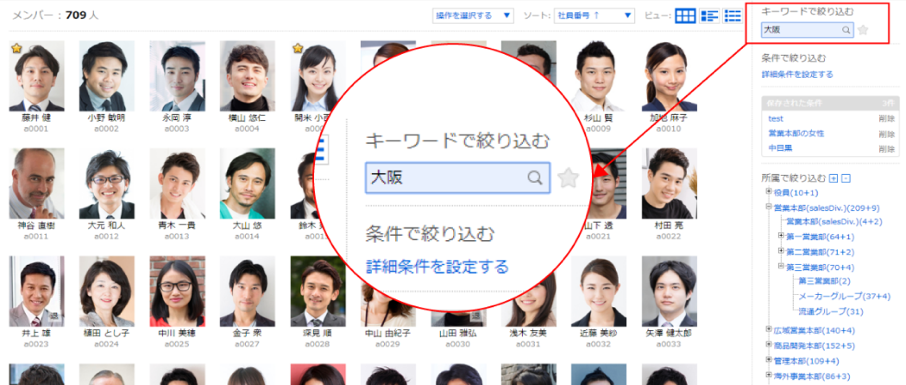 メンバー : 709 人
操作を選択する ▼
ソート: 社員番号 ↑ ▼
ビュー:
キーワードで絞り込む
大阪
条件で絞り込む
詳細条件を設定する
保存された条件 3件
test 削除
営業本部の女性 削除
中目黒 削除
所属で絞り込む + -
役員(10+1)
営業本部(salesDiv.)(209+9)
営業本部(salesDiv.)(4+2)
第一営業部(64+1)
第二営業部(71+2)
第三営業部(70+4)
第三営業部(2)
メーカーグループ(37+4)
流通グループ(31)
広域営業本部(140+4)
商品開発本部(152+5)
管理本部(109+4)
海外事業本部(86+3)
キーワードで絞り込む
大阪
条件で絞り込む
詳細条件を設定する
藤井 健
a0001
小野 敏明
a0002
永岡 淳
a0003
横山 悠仁
a0004
開米 小
杉山 賢
a0009
加地 麻子
a0010
神谷 直樹
a0011
大元 和人
a0012
青木 一貴
a0013
大山 悠
a0014
鈴木
山下 透
a0021
村田 亮
a0022
井上 雄
a0023
樋田 とし子
a0024
中川 美穂
a0025
金子 衆
a0026
深見 順
a0028
中山 由紀子
a0029
山田 雅弘
a0030
浅木 友美
a0031
近藤 美紗
a0032
矢澤 健太郎
a0033